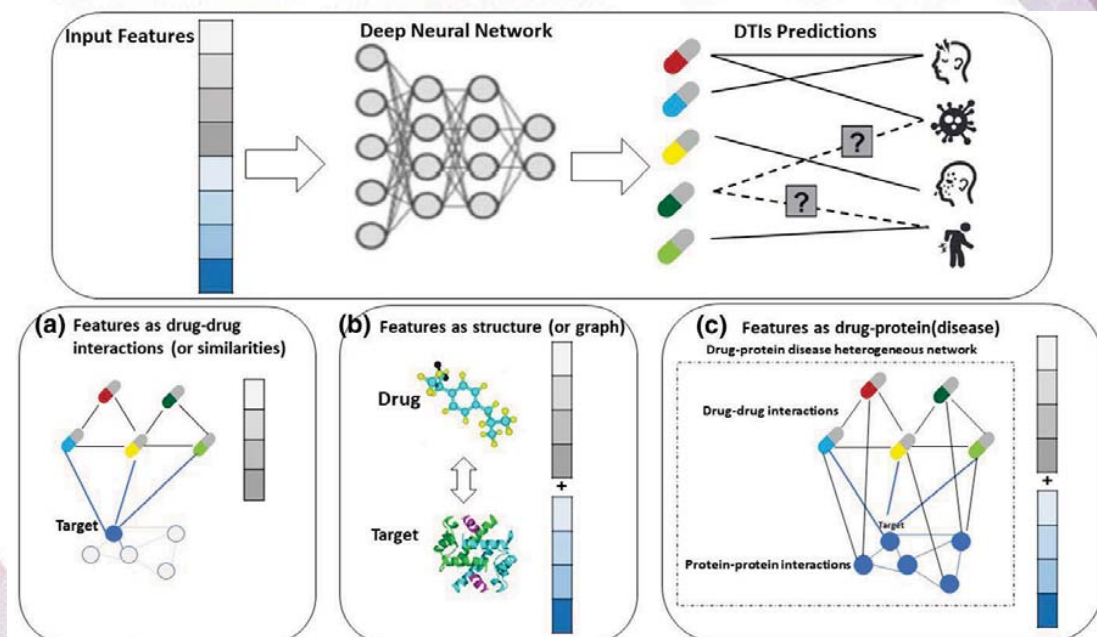 Input Features
Deep Neural Network
DTIs Predictions
?
?
(a) Features as drug-drug
interactions (or similarities)
Target
(b) Features as structure (or graph)
Drug
+
Target
(c) Features as drug-protein(disease)
Drug-protein disease heterogeneous network
Drug-drug interactions
+
Target
Protein-protein interactions